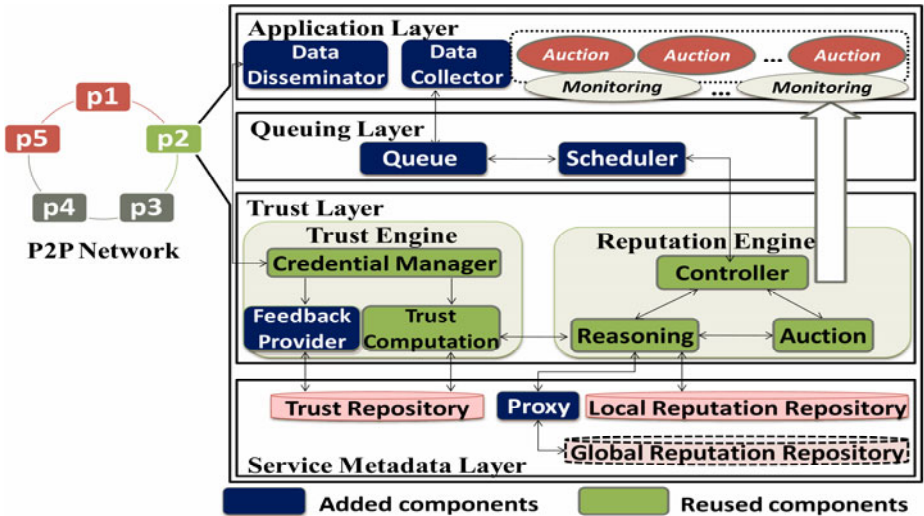 Application Layer
Data Disseminator
Data Collector
Auction
Auction
...
Auction
Monitoring
...
Monitoring
p1
p5
p2
p4
p3
P2P Network
Queuing Layer
Queue
Scheduler
Trust Layer
Trust Engine
Credential Manager
Feedback Provider
Trust Computation
Reputation Engine
Controller
Reasoning
Auction
Trust Repository
Proxy
Local Reputation Repository
Global Reputation Repository
Service Metadata Layer
Added components
Reused components